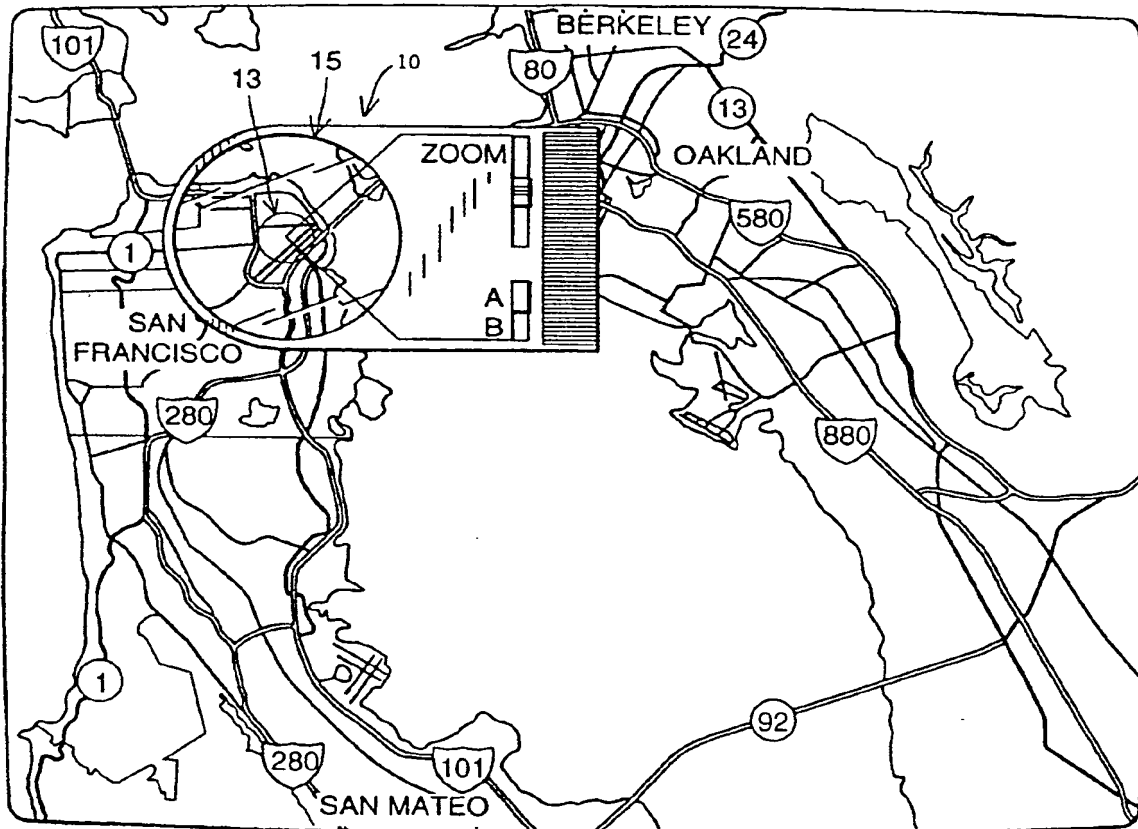 BERKELEY
24
101
13
15
10
80
13
ZOOM
OAKLAND
580
1
A
B
SAN
FRANCISCO
280
880
1
92
280
101
SAN MATEO